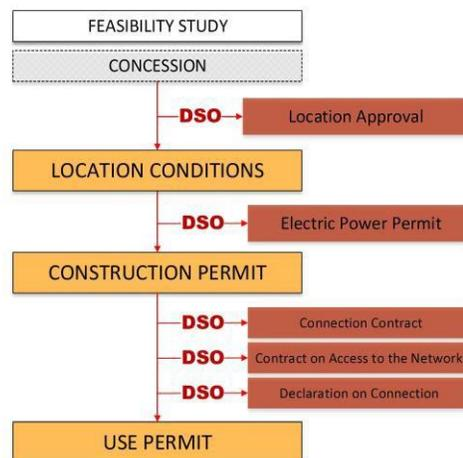 FEASIBILITY STUDY
CONCESSION
DSO
Location Approval
LOCATION CONDITIONS
DSO
Electric Power Permit
CONSTRUCTION PERMIT
DSO
Connection Contract
DSO
Contract on Access to the Network
DSO
Declaration on Connection
USE PERMIT